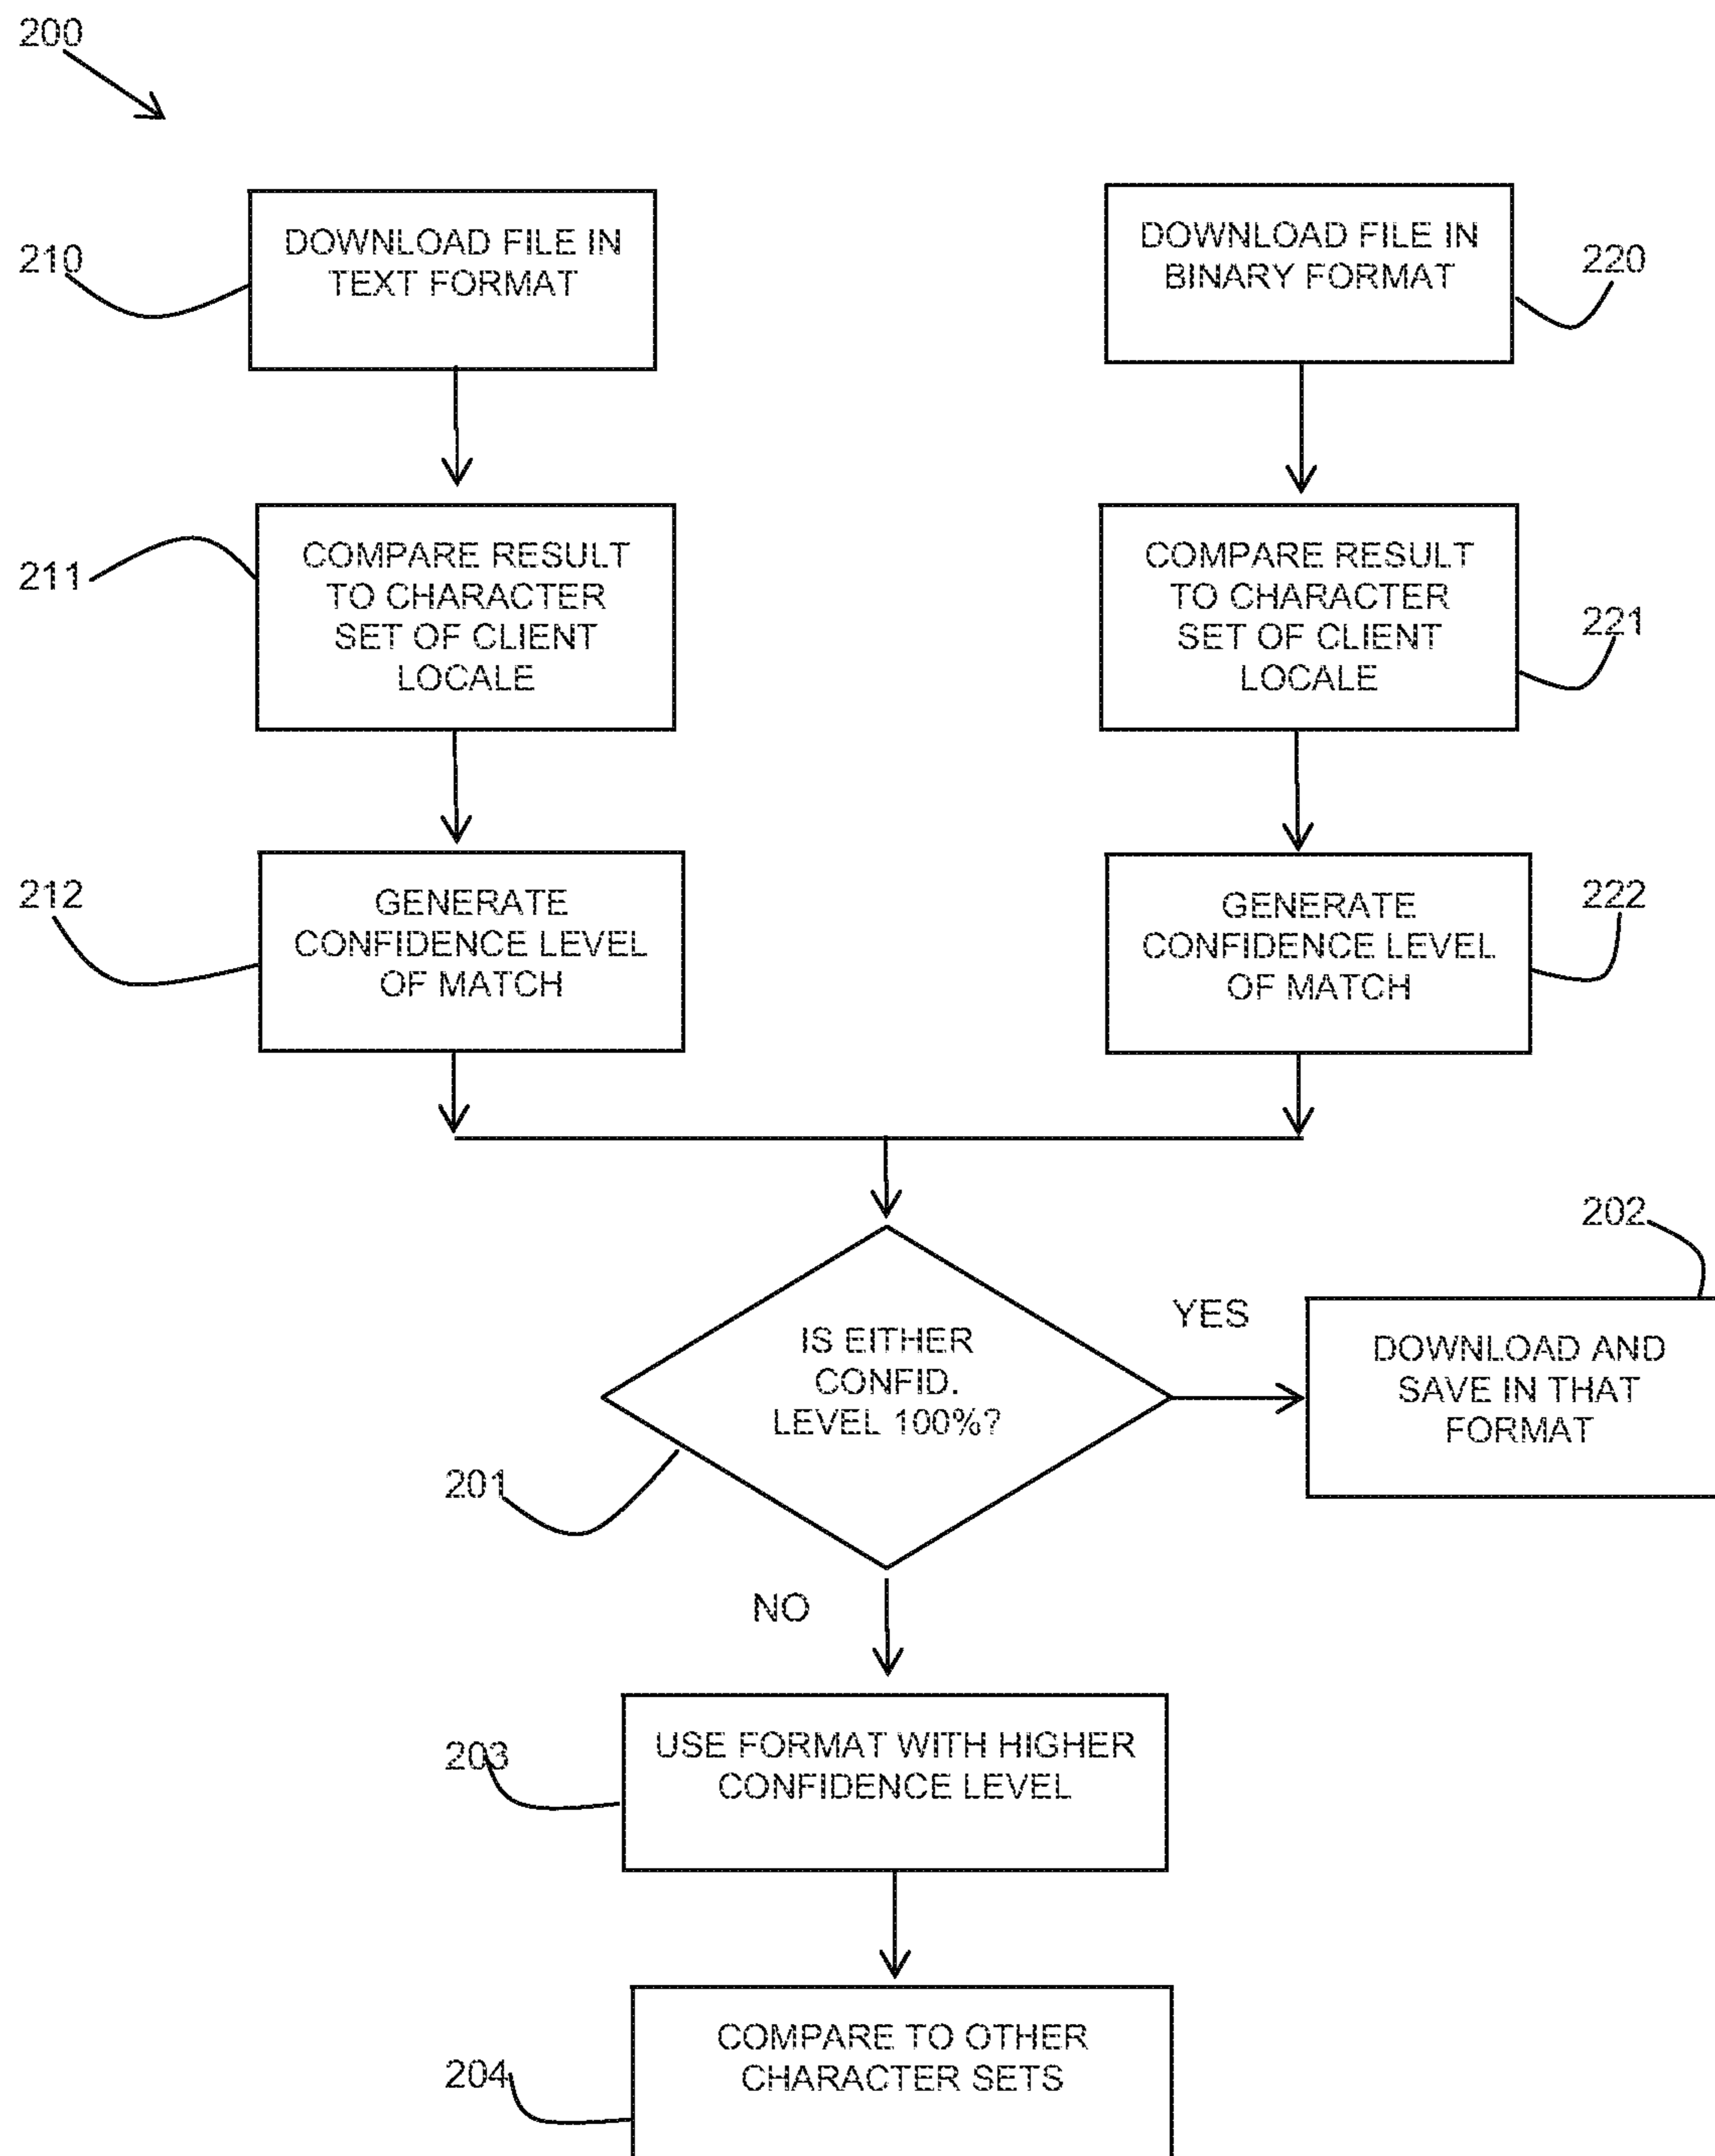 200
210
DOWNLOAD FILE IN
TEXT FORMAT
DOWNLOAD FILE IN
BINARY FORMAT
220
211
COMPARE RESULT
TO CHARACTER
SET OF CLIENT
LOCALE
COMPARE RESULT
TO CHARACTER
SET OF CLIENT
LOCALE
221
212
GENERATE
CONFIDENCE LEVEL
OF MATCH
GENERATE
CONFIDENCE LEVEL
OF MATCH
222
201
IS EITHER
CONFID.
LEVEL 100%?
YES
202
DOWNLOAD AND
SAVE IN THAT
FORMAT
NO
203
USE FORMAT WITH HIGHER
CONFIDENCE LEVEL
204
COMPARE TO OTHER
CHARACTER SETS